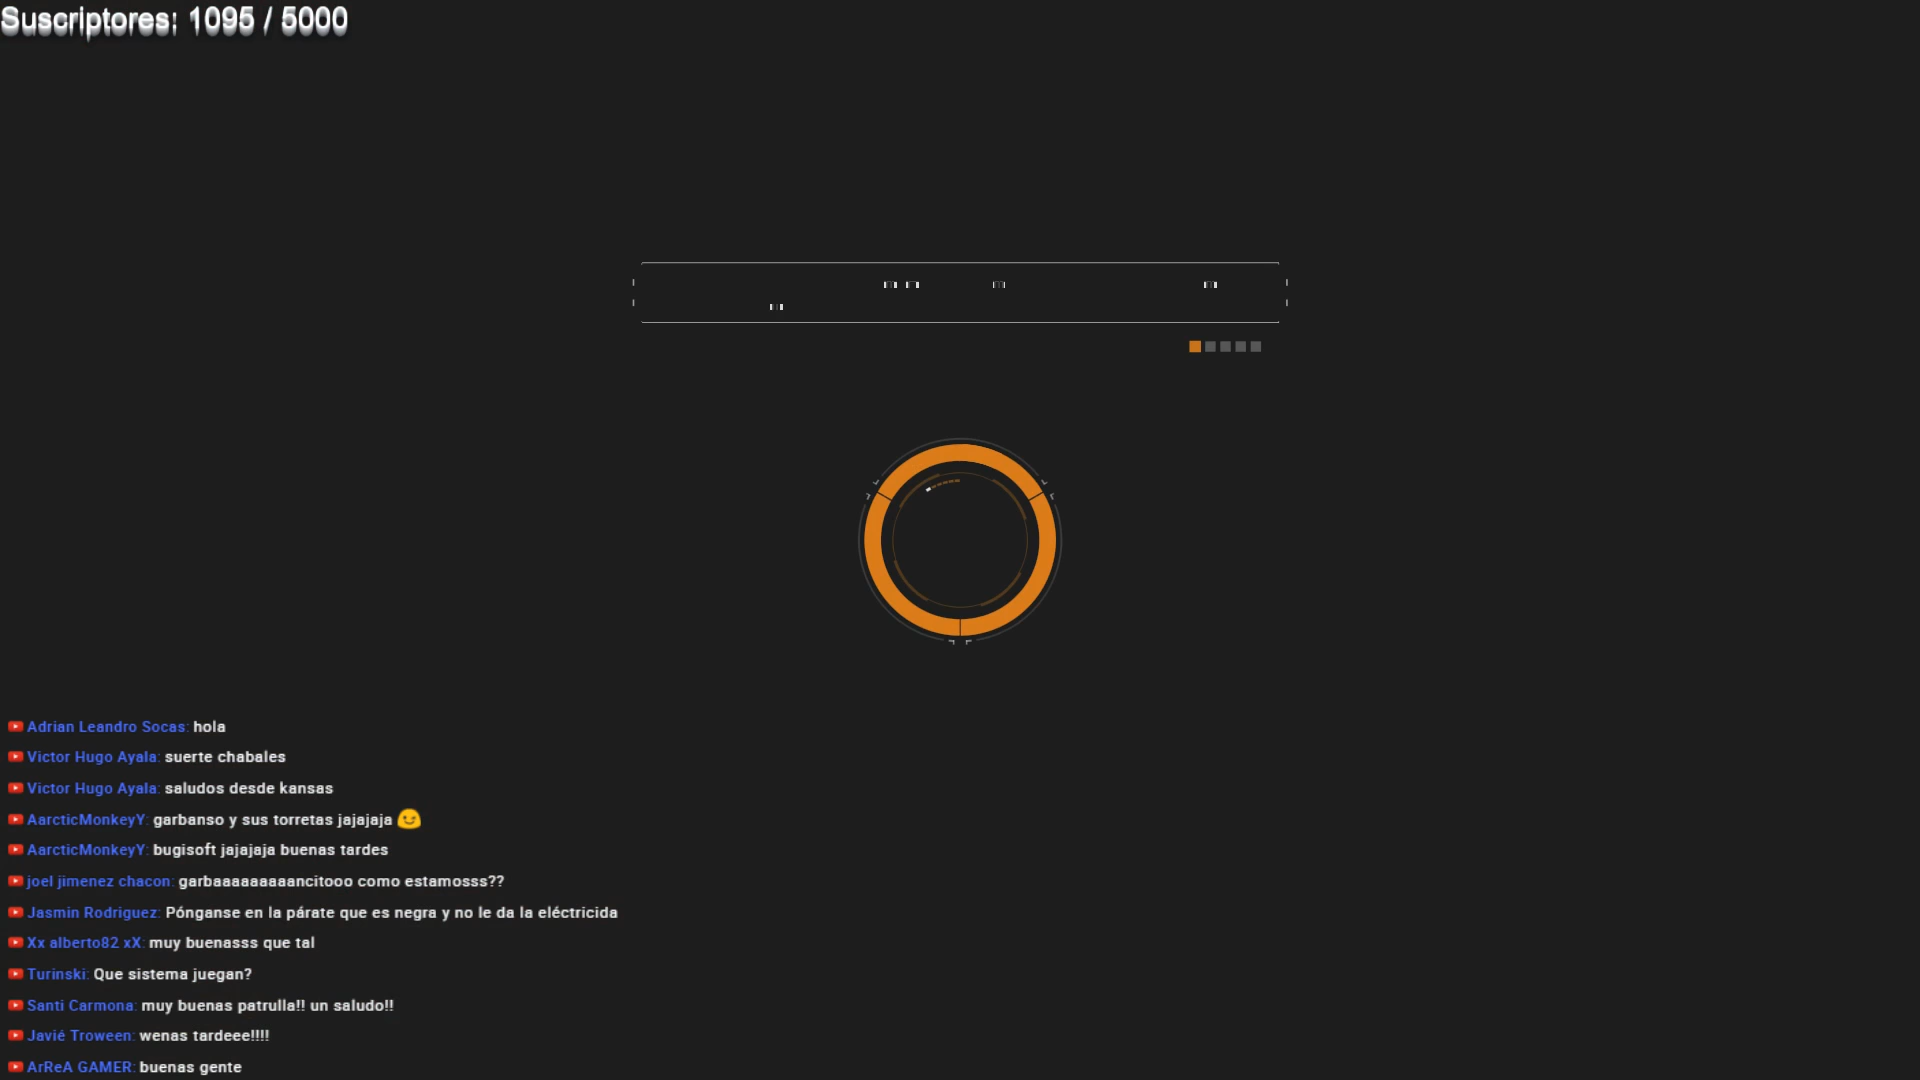 Suscriptores: 1095 / 5000
Adrian Leandro Socas: hola
Victor Hugo Ayala: suerte chabales
Victor Hugo Ayala: saludos desde kansas
AarcticMonkeyY: garbanso y sus torretas jajajaja 😉
AarcticMonkeyY: bugisoft jajajaja buenas tardes
joel jimenez chacon: garbaaaaaaaaancitooo como estamosss??
Jasmin Rodriguez: Pónganse en la párate que es negra y no le da la eléctricida
Xx alberto82 xX: muy buenasss que tal
Turinski: Que sistema juegan?
Santi Carmona: muy buenas patrulla!! un saludo!!
Javié Troween: wenas tardeee!!!!
ArReA GAMER: buenas gente